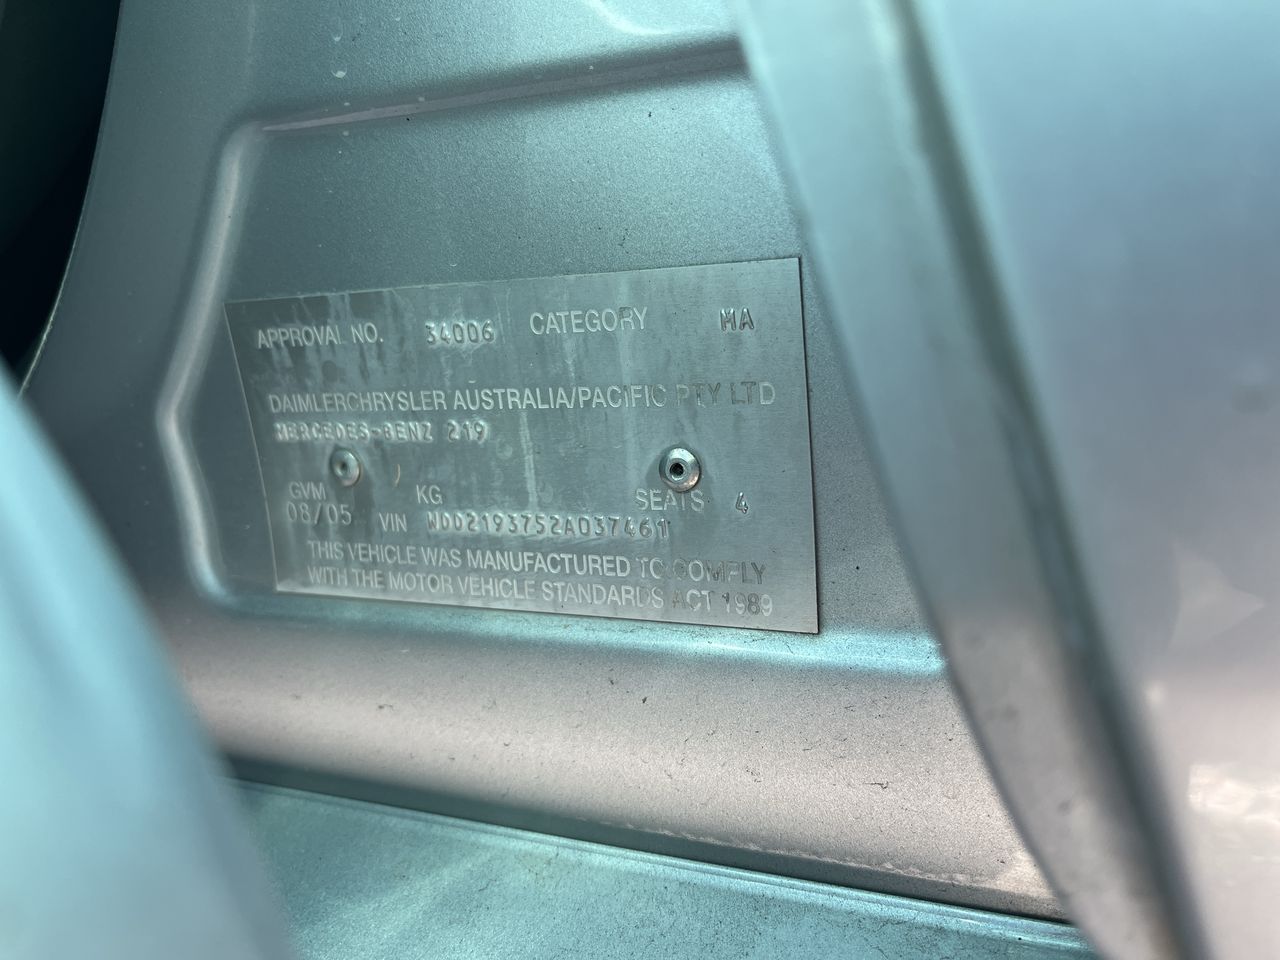 APPROVAL NO. 34006 CATEGORY MA
DAIMLERCHRYSLER AUSTRALIA/PACIFIC PTY LTD
MERCEDES-BENZ 219
GVM KG SEATS 4
08/05 VIN WDD2193752A037461
THIS VEHICLE WAS MANUFACTURED TO COMPLY
WITH THE MOTOR VEHICLE STANDARDS ACT 1989